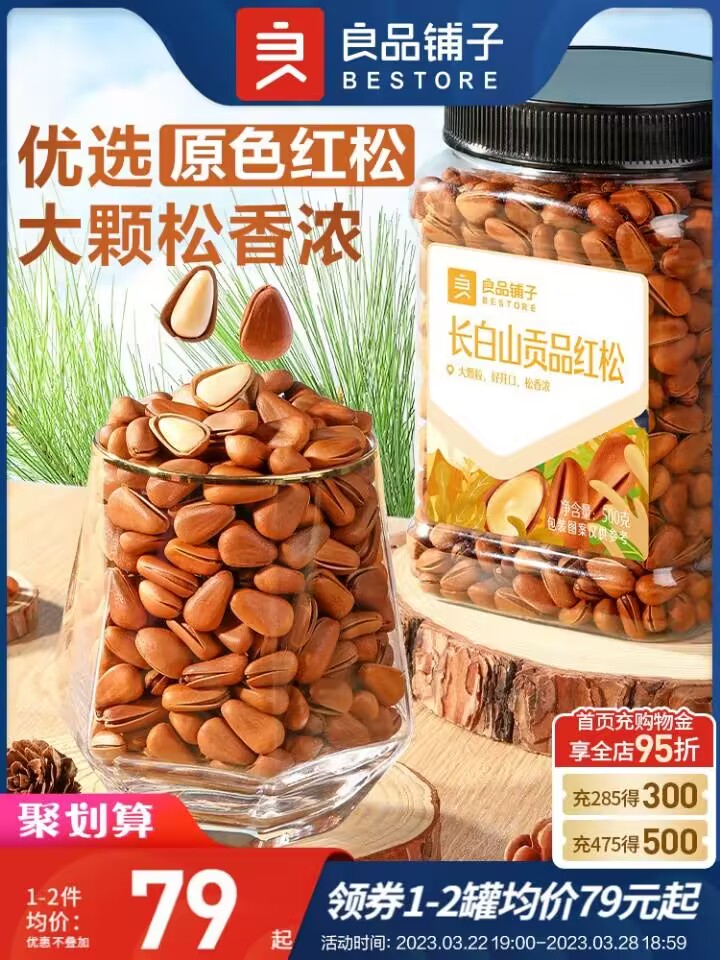 良品铺子
BESTORE
优选 原色红松
大颗松香浓
良品铺子
BESTORE
长白山贡品红松
大颗粒，好开口，松香浓
净含量：500克
包装图案仅供参考
首页充购物金
享全店95折
充285得300
充475得500
聚划算
1-2件
均价：
优惠不叠加
79起
领券1-2罐均价79元起
活动时间：2023.03.22 19:00-2023.03.28 18:59